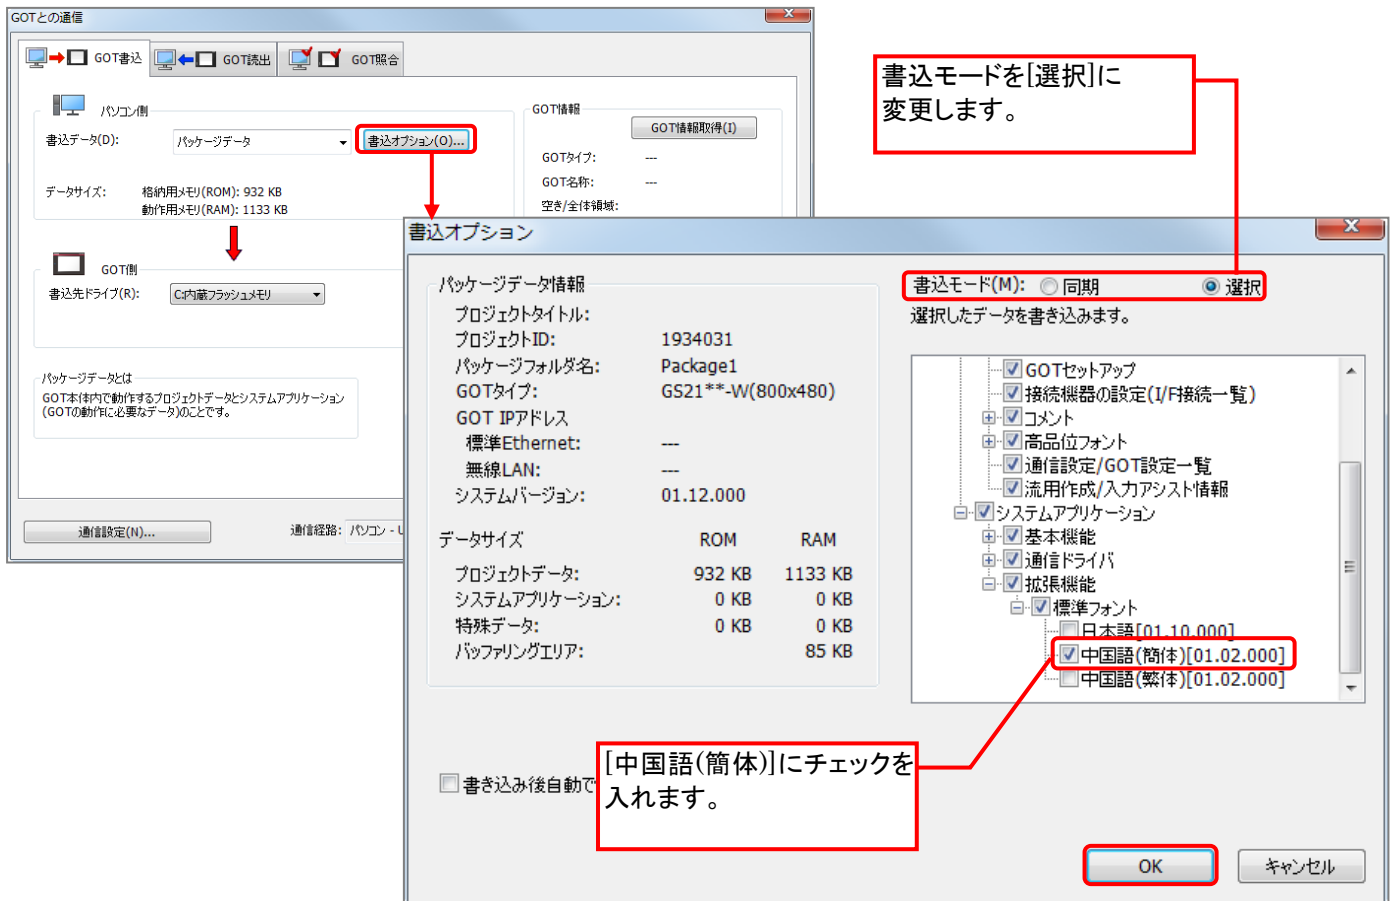 GOTとの通信
GOT書込
GOT読出
GOT照合
パソコン側
書込データ(D):
パッケージデータ
書込オプション(O)...
データサイズ:
格納用メモリ(ROM): 932 KB
動作用メモリ(RAM): 1133 KB
GOT情報
GOT情報取得(I)
GOTタイプ:
---
GOT名称:
---
空き/全体領域:
GOT側
書込先ドライブ(R):
C:内蔵フラッシュメモリ
パッケージデータとは
GOT本体内で動作するプロジェクトデータとシステムアプリケーション
(GOTの動作に必要なデータ)のことです。
通信設定(N)...
通信経路:
パソコン - U
書込モードを[選択]に
変更します。
書込オプション
パッケージデータ情報
プロジェクトタイトル:
プロジェクトID:
1934031
パッケージフォルダ名:
Package1
GOTタイプ:
GS21**-W(800x480)
GOT IPアドレス
標準Ethernet:
---
無線LAN:
---
システムバージョン:
01.12.000
データサイズ ROM RAM
プロジェクトデータ: 932 KB 1133 KB
システムアプリケーション: 0 KB 0 KB
特殊データ: 0 KB 0 KB
バッファリングエリア: 85 KB
書込モード(M): 同期 選択
選択したデータを書き込みます。
GOTセットアップ
接続機器の設定(I/F接続一覧)
コメント
高品位フォント
通信設定/GOT設定一覧
流用作成/入力アシスト情報
システムアプリケーション
基本機能
通信ドライバ
拡張機能
標準フォント
日本語[01.10.000]
中国語(簡体)[01.02.000]
中国語(繁体)[01.02.000]
書き込み後自動で
[中国語(簡体)]にチェックを
入れます。
OK
キャンセル